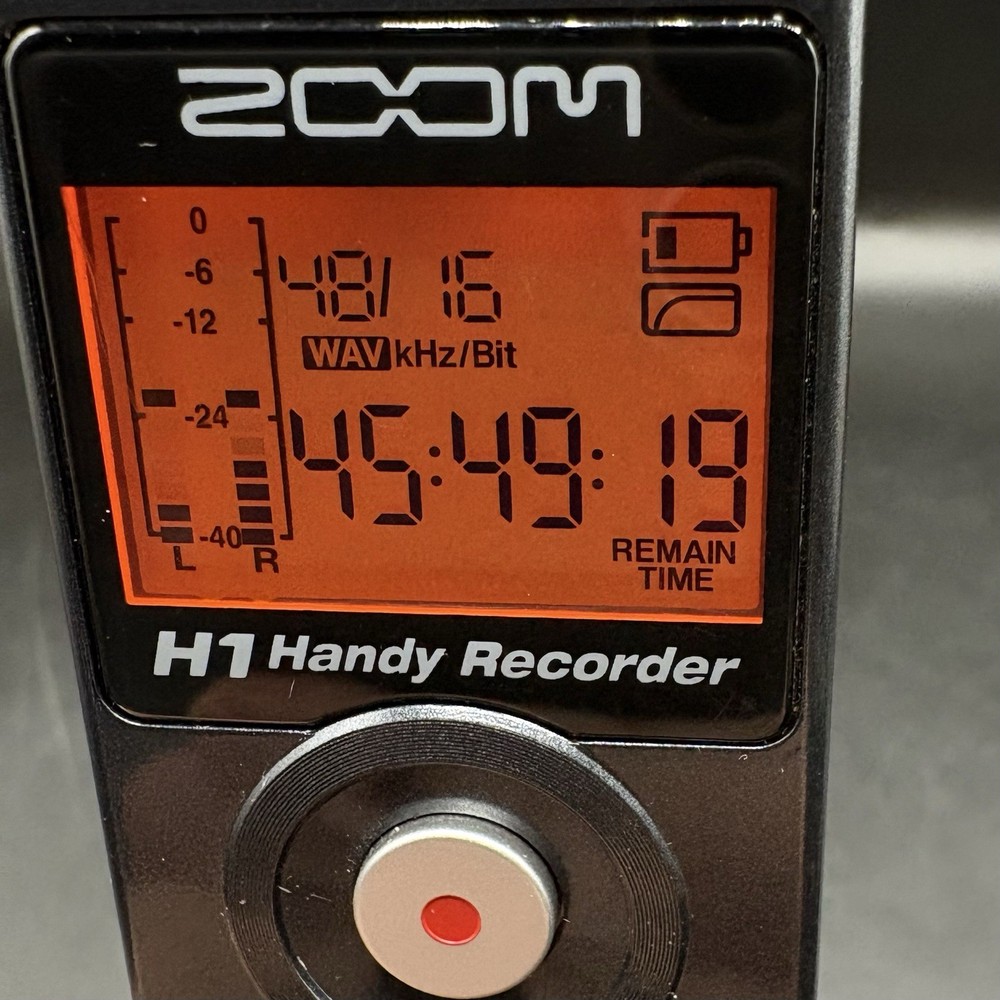 ZOOM
0
-6
-12
-24
-40
L R
48/ 16
WAV kHz/Bit
45:49:19
REMAIN
TIME
H1 Handy Recorder